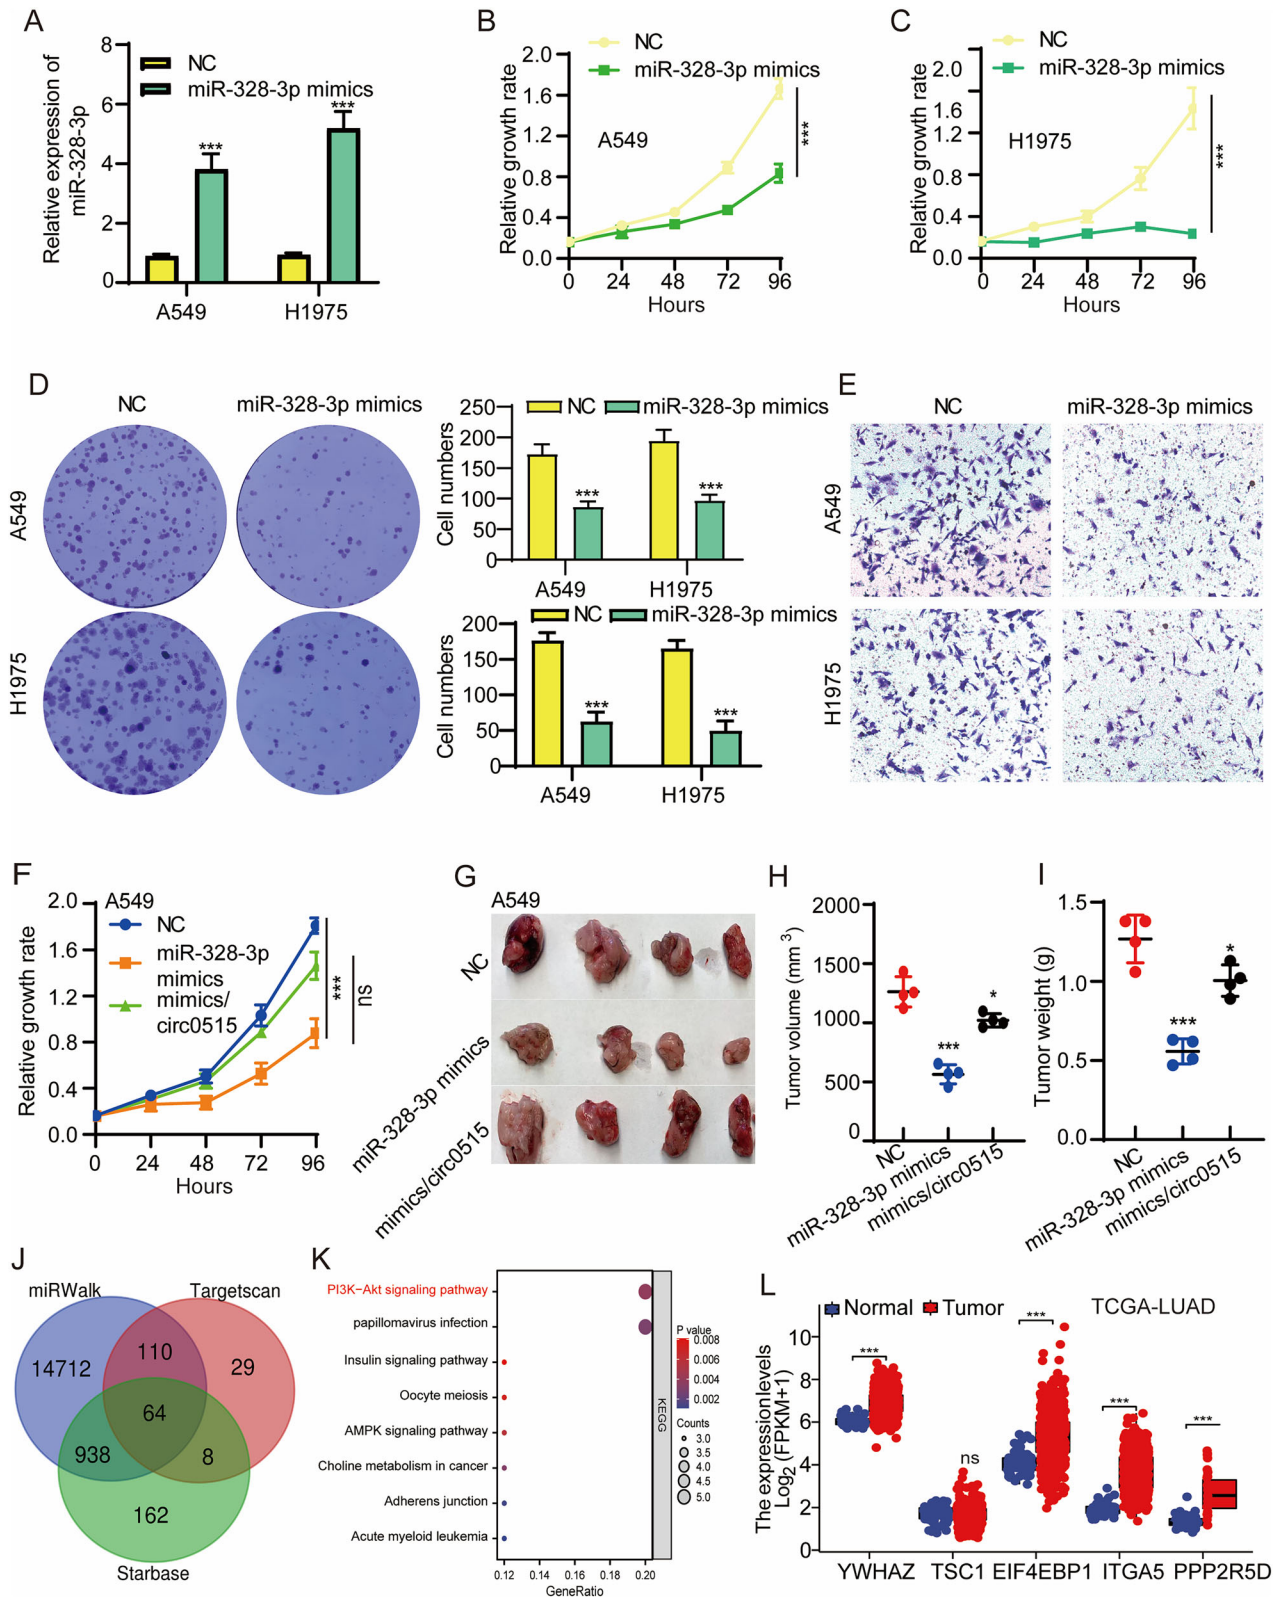 A
8
6
4
2
0
Relative expression of
miR-328-3p
NC
miR-328-3p mimics
***
***
A549
H1975
B
2.0
1.6
1.2
0.8
0.4
0.0
Relative growth rate
NC
miR-328-3p mimics
A549
***
0 24 48 72 96
Hours
C
2.0
1.6
1.2
0.8
0.4
0.0
Relative growth rate
NC
miR-328-3p mimics
H1975
***
0 24 48 72 96
Hours
D
NC
miR-328-3p mimics
A549
H1975
250
200
150
100
50
0
Cell numbers
NC
miR-328-3p mimics
***
***
A549
H1975
200
150
100
50
0
Cell numbers
NC
miR-328-3p mimics
***
***
A549
H1975
E
NC
miR-328-3p mimics
A549
H1975
F
A549
2.0
1.6
1.2
0.8
0.4
0.0
Relative growth rate
NC
miR-328-3p
mimics
mimics/
circ0515
***
ns
0 24 48 72 96
Hours
G
A549
NC
miR-328-3p mimics
mimics/circ0515
H
2000
1500
1000
500
0
Tumor volume (mm 3)
***
*
NC
miR-328-3p mimics
mimics/circ0515
I
1.5
1.0
0.5
0.0
Tumor weight (g)
***
*
NC
miR-328-3p mimics
mimics/circ0515
J
miRWalk
Targetscan
14712
110
29
64
938
8
162
Starbase
K
PI3K−Akt signaling pathway
papillomavirus infection
Insulin signaling pathway
Oocyte meiosis
AMPK signaling pathway
Choline metabolism in cancer
Adherens junction
Acute myeloid leukemia
0.12 0.14 0.16 0.18 0.20
GeneRatio
KEGG
P value
0.008
0.006
0.004
0.002
Counts
3.0
3.5
4.0
4.5
5.0
L
Normal
Tumor
TCGA-LUAD
10
8
6
4
2
0
The expression levels
Log2 (FPKM+1)
***
ns
***
***
***
YWHAZ TSC1 EIF4EBP1 ITGA5 PPP2R5D